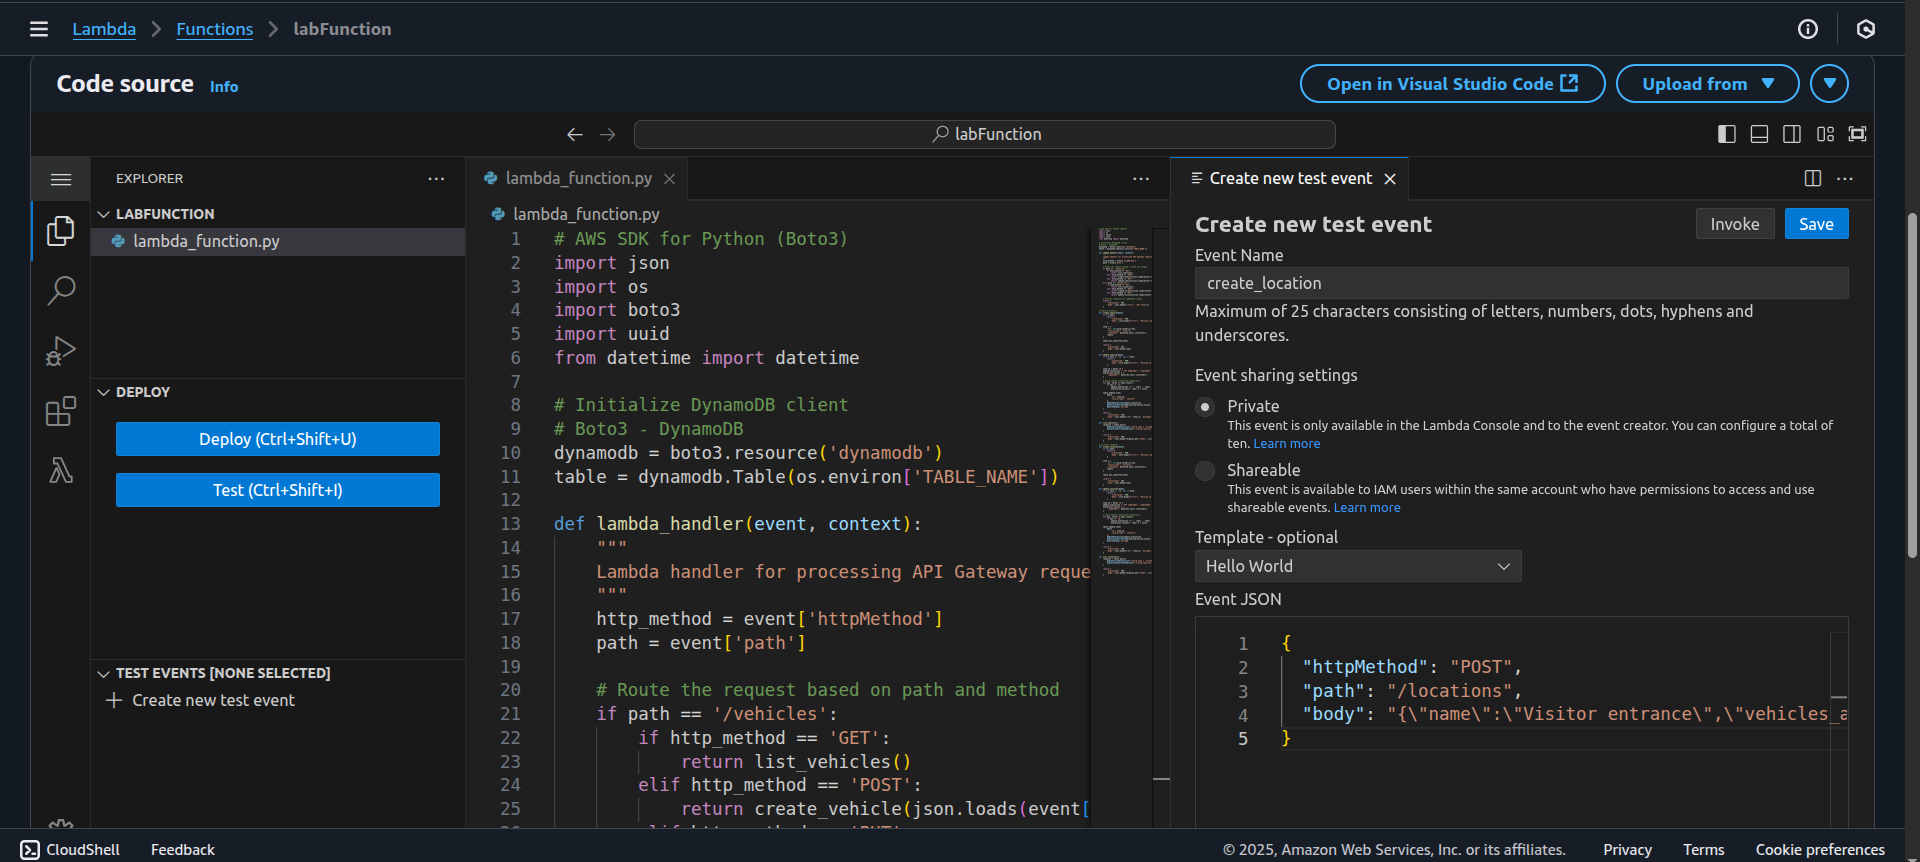 Lambda > Functions > labFunction
Code source Info
Open in Visual Studio Code
Upload from
labFunction
EXPLORER
LABFUNCTION
lambda_function.py
DEPLOY
Deploy (Ctrl+Shift+U)
Test (Ctrl+Shift+I)
TEST EVENTS [NONE SELECTED]
+ Create new test event
lambda_function.py
lambda_function.py
1 # AWS SDK for Python (Boto3)
2 import json
3 import os
4 import boto3
5 import uuid
6 from datetime import datetime
7
8 # Initialize DynamoDB client
9 # Boto3 - DynamoDB
10 dynamodb = boto3.resource('dynamodb')
11 table = dynamodb.Table(os.environ['TABLE_NAME'])
12
13 def lambda_handler(event, context):
14 """
15 Lambda handler for processing API Gateway reque
16 """
17 http_method = event['httpMethod']
18 path = event['path']
19
20 # Route the request based on path and method
21 if path == '/vehicles':
22 if http_method == 'GET':
23 return list_vehicles()
24 elif http_method == 'POST':
25 return create_vehicle(json.loads(event[
Create new test event
Create new test event
Invoke
Save
Event Name
create_location
Maximum of 25 characters consisting of letters, numbers, dots, hyphens and
underscores.
Event sharing settings
Private
This event is only available in the Lambda Console and to the event creator. You can configure a total of
ten. Learn more
Shareable
This event is available to IAM users within the same account who have permissions to access and use
shareable events. Learn more
Template - optional
Hello World
Event JSON
1 {
2 "httpMethod": "POST",
3 "path": "/locations",
4 "body": "{\"name\":\"Visitor entrance\",\"vehicles_a
5 }
CloudShell
Feedback
© 2025, Amazon Web Services, Inc. or its affiliates.
Privacy
Terms
Cookie preferences